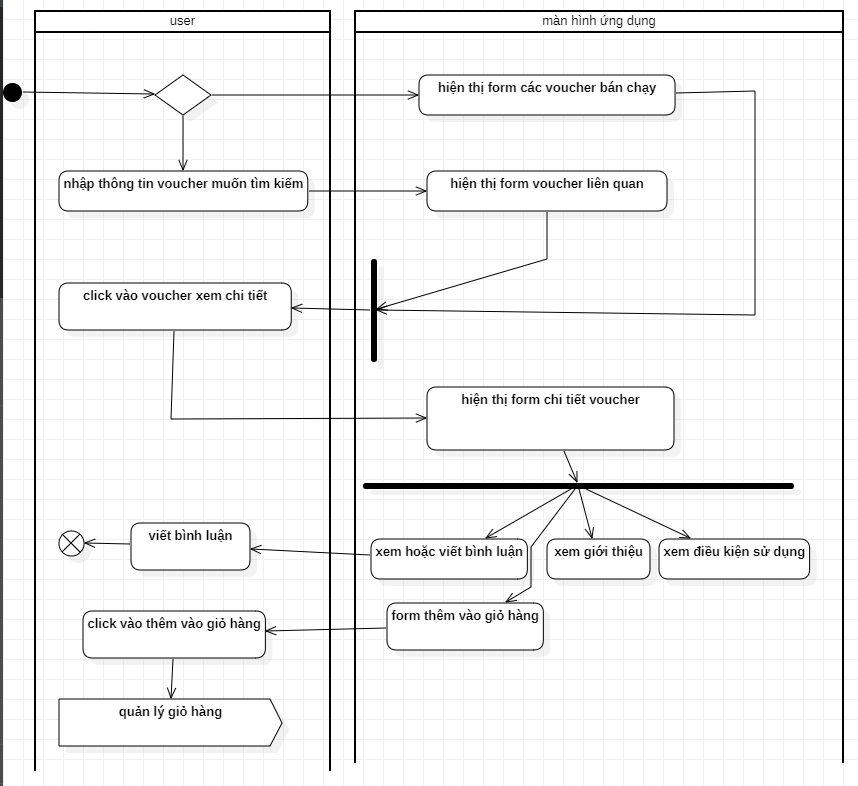 user
màn hình ứng dụng
hiện thị form các voucher bán chạy
nhập thông tin voucher muốn tìm kiếm
hiện thị form voucher liên quan
click vào voucher xem chi tiết
hiện thị form chi tiết voucher
viết bình luận
xem hoặc viết bình luận
xem giới thiệu
xem điều kiện sử dụng
click vào thêm vào giỏ hàng
form thêm vào giỏ hàng
quản lý giỏ hàng